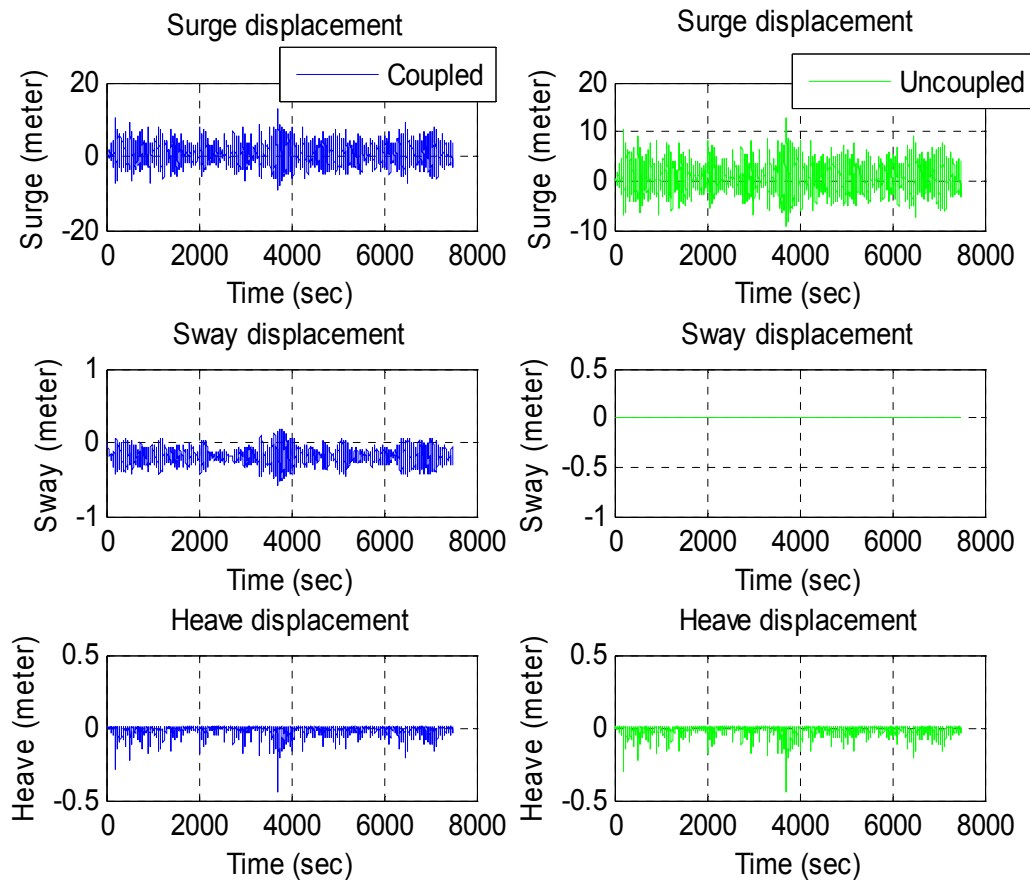 Surge displacement
Coupled
20
0
-20
Surge (meter)
0 2000 4000 6000 8000
Time (sec)
Surge displacement
Uncoupled
20
10
0
-10
Surge (meter)
0 2000 4000 6000 8000
Time (sec)
Sway displacement
1
0
-1
Sway (meter)
0 2000 4000 6000 8000
Time (sec)
Sway displacement
0.5
0
-0.5
-1
Sway (meter)
0 2000 4000 6000 8000
Time (sec)
Heave displacement
0.5
0
-0.5
Heave (meter)
0 2000 4000 6000 8000
Time (sec)
Heave displacement
0.5
0
-0.5
Heave (meter)
0 2000 4000 6000 8000
Time (sec)